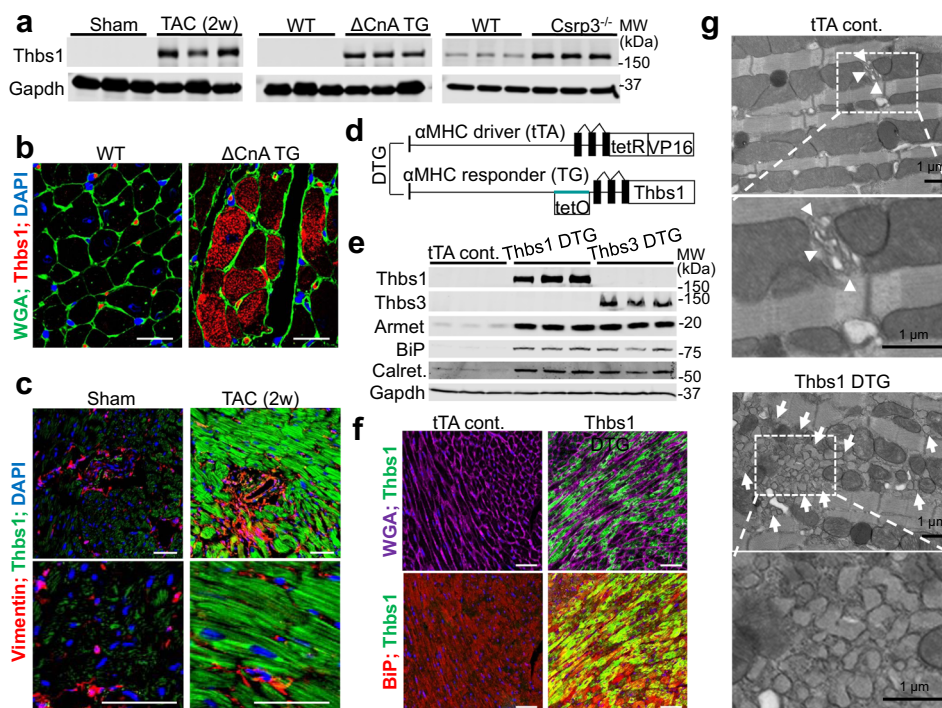 a
Sham TAC (2w) WT ΔCnA TG WT Csrp3-/- MW
(kDa)
Thbs1
-150
Gapdh
-37
b
WT ΔCnA TG
WGA; Thbs1; DAPI
c
Sham TAC (2w)
Vimentin; Thbs1; DAPI
d
DTG
αMHC driver (tTA)
tetR VP16
αMHC responder (TG)
tetO Thbs1
e
tTA cont. Thbs1 DTG Thbs3 DTG MW
(kDa)
Thbs1
-150
Thbs3 -150
Armet -20
BiP -75
Calret. -50
Gapdh -37
f
tTA cont. Thbs1
DTG
WGA; Thbs1
BiP; Thbs1
g
tTA cont.
1 µm
1 µm
Thbs1 DTG
1 µm
1 µm